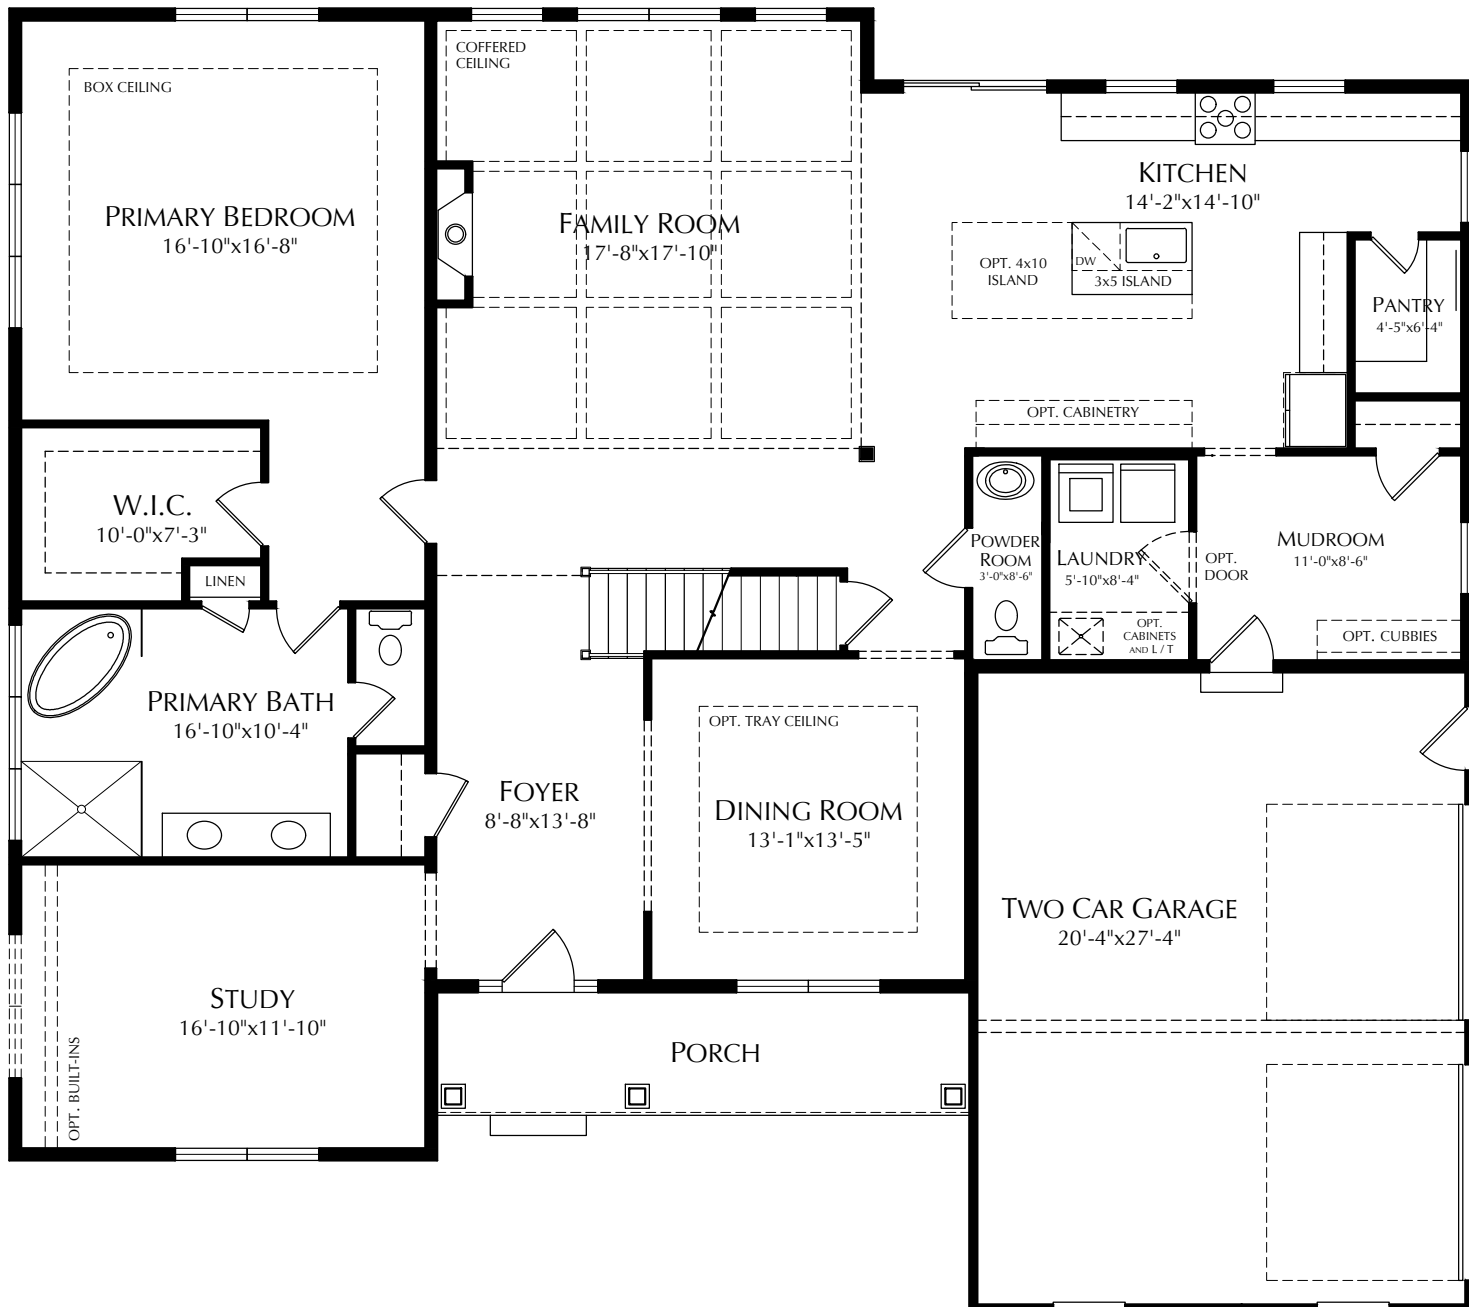 BOX CEILING
PRIMARY BEDROOM
16'-10"x16'-8"
COFFERED
CEILING
FAMILY ROOM
17'-8"x17'-10"
KITCHEN
14'-2"x14'-10"
OPT. 4x10
ISLAND
DW
3x5 ISLAND
PANTRY
4'-5"x6'-4"
OPT. CABINETRY
W.I.C.
10'-0"x7'-3"
LINEN
POWDER
ROOM
3'-0"x8'-6"
LAUNDRY
5'-10"x8'-4"
OPT.
DOOR
MUDROOM
11'-0"x8'-6"
OPT.
CABINETS
AND L / T
OPT. CUBBIES
PRIMARY BATH
16'-10"x10'-4"
FOYER
8'-8"x13'-8"
OPT. TRAY CEILING
DINING ROOM
13'-1"x13'-5"
TWO CAR GARAGE
20'-4"x27'-4"
STUDY
16'-10"x11'-10"
OPT. BUILT-INS
PORCH